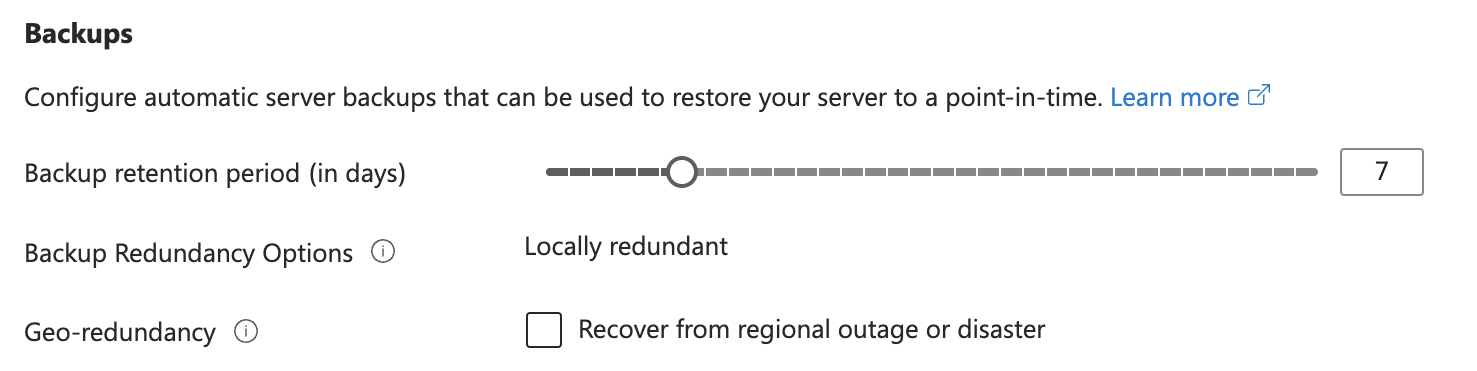 Backups
Configure automatic server backups that can be used to restore your server to a point-in-time. Learn more
Backup retention period (in days) 7
Backup Redundancy Options Locally redundant
Geo-redundancy Recover from regional outage or disaster